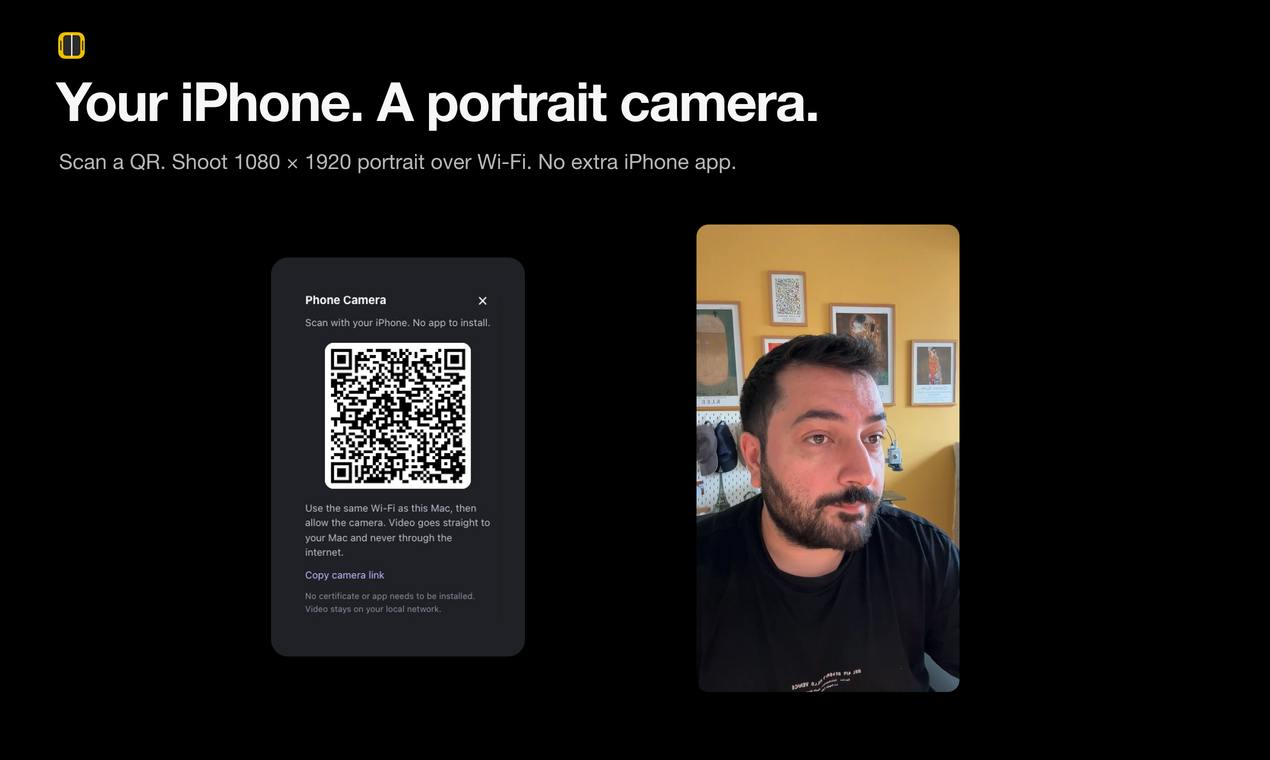 Your iPhone. A portrait camera.
Scan a QR. Shoot 1080 × 1920 portrait over Wi-Fi. No extra iPhone app.
Phone Camera
Scan with your iPhone. No app to install.
Use the same Wi-Fi as this Mac, then
allow the camera. Video goes straight to
your Mac and never through the
internet.
Copy camera link
No certificate or app needs to be installed.
Video stays on your local network.